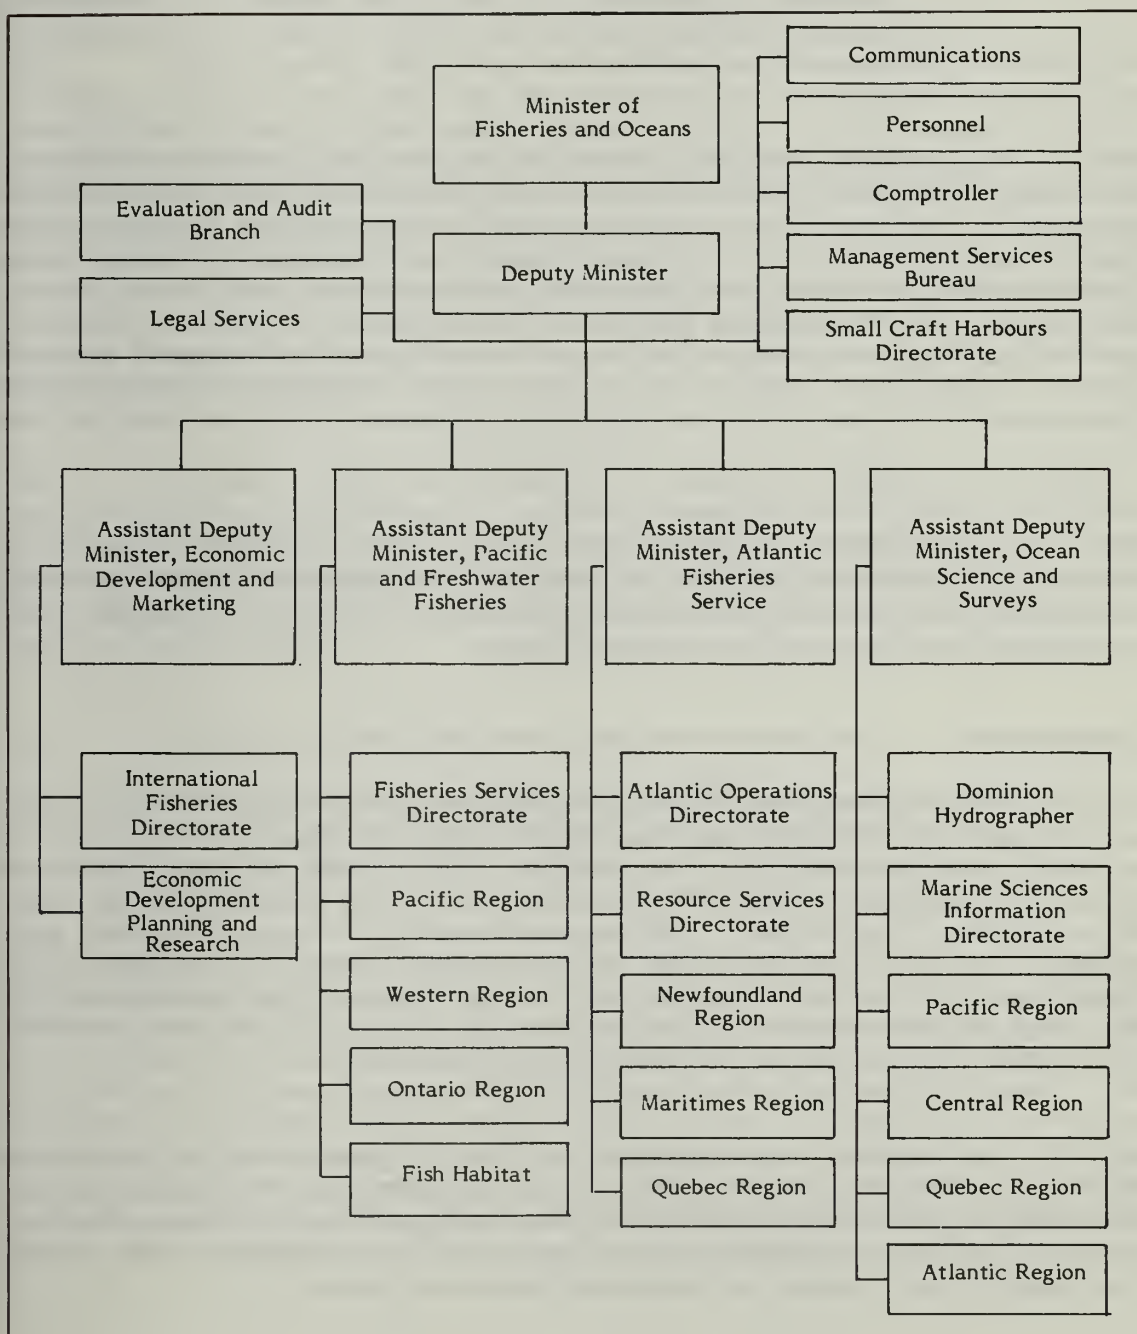 Minister of
Fisheries and Oceans
Deputy Minister
Evaluation and Audit
Branch
Legal Services
Communications
Personnel
Comptroller
Management Services
Bureau
Small Craft Harbours
Directorate
Assistant Deputy
Minister, Economic
Development and
Marketing
International
Fisheries
Directorate
Economic
Development
Planning and
Research
Assistant Deputy
Minister, Pacific
and Freshwater
Fisheries
Fisheries Services
Directorate
Pacific Region
Western Region
Ontario Region
Fish Habitat
Assistant Deputy
Minister, Atlantic
Fisheries
Service
Atlantic Operations
Directorate
Resource Services
Directorate
Newfoundland
Region
Maritimes Region
Quebec Region
Assistant Deputy
Minister, Ocean
Science and
Surveys
Dominion
Hydrographer
Marine Sciences
Information
Directorate
Pacific Region
Central Region
Quebec Region
Atlantic Region